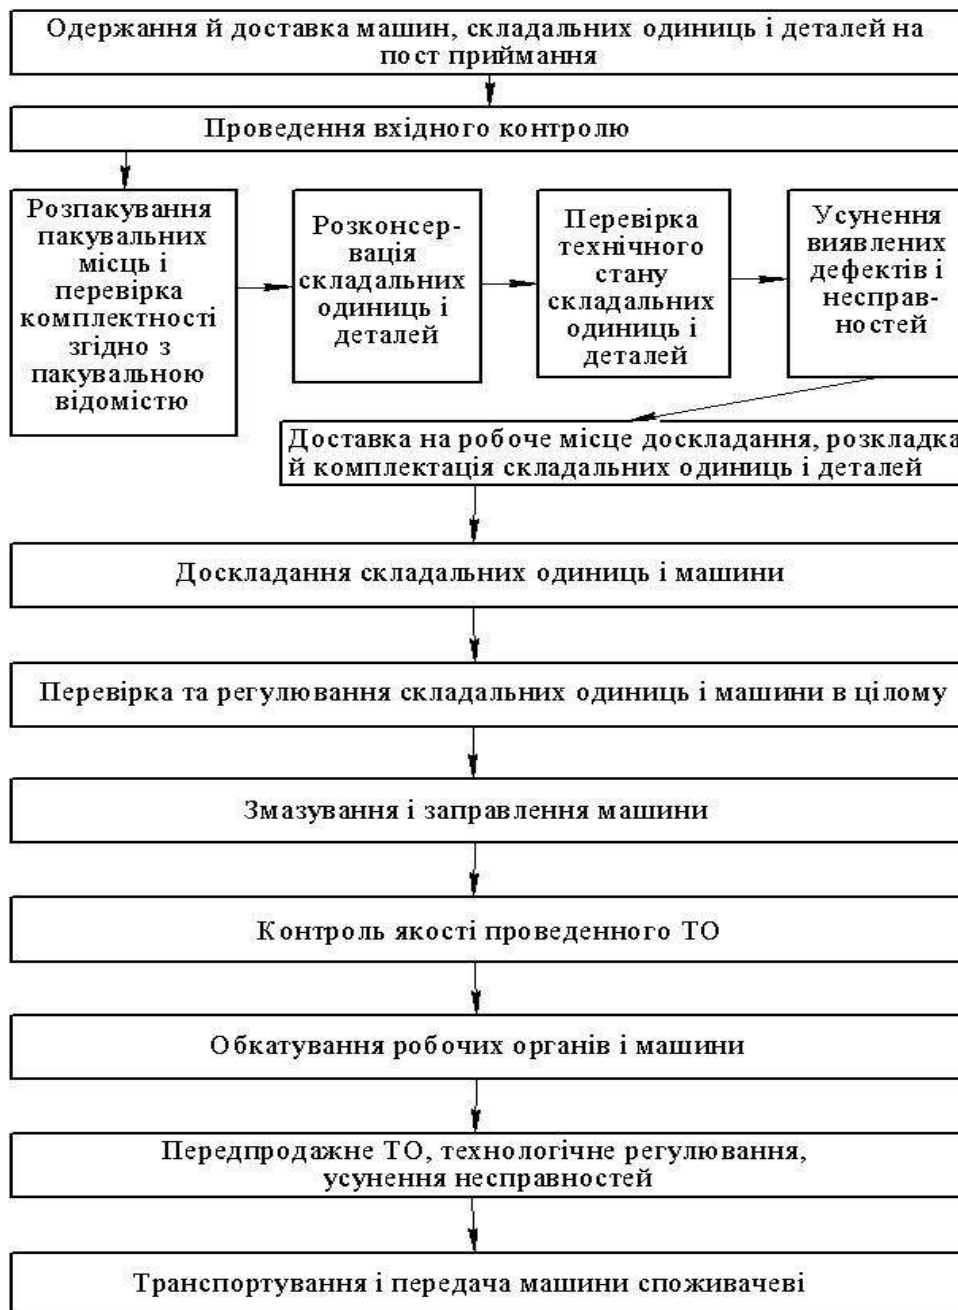 Одержання й доставка машин, складальних одиниць і деталей на
пост приймання
Проведення вхідного контролю
Розпакування
пакувальних
місць і
перевірка
комплектності
згідно з
пакувальною
відомістю
Розконсер-
вація
складальних
одиниць і
деталей
Перевірка
технічного
стану
складальних
одиниць і
деталей
Усунення
виявлених
дефектів і
несправ-
ностей
Доставка на робоче місце доскладання, розкладка
й комплектація складальних одиниць і деталей
Доскладання складальних одиниць і машини
Перевірка та регулювання складальних одиниць і машини в цілому
Змазування і заправлення машини
Контроль якості проведенного ТО
Обкатування робочих органів і машини
Передпродажне ТО, технологічне регулювання,
усунення несправностей
Транспортування і передача машини споживачеві